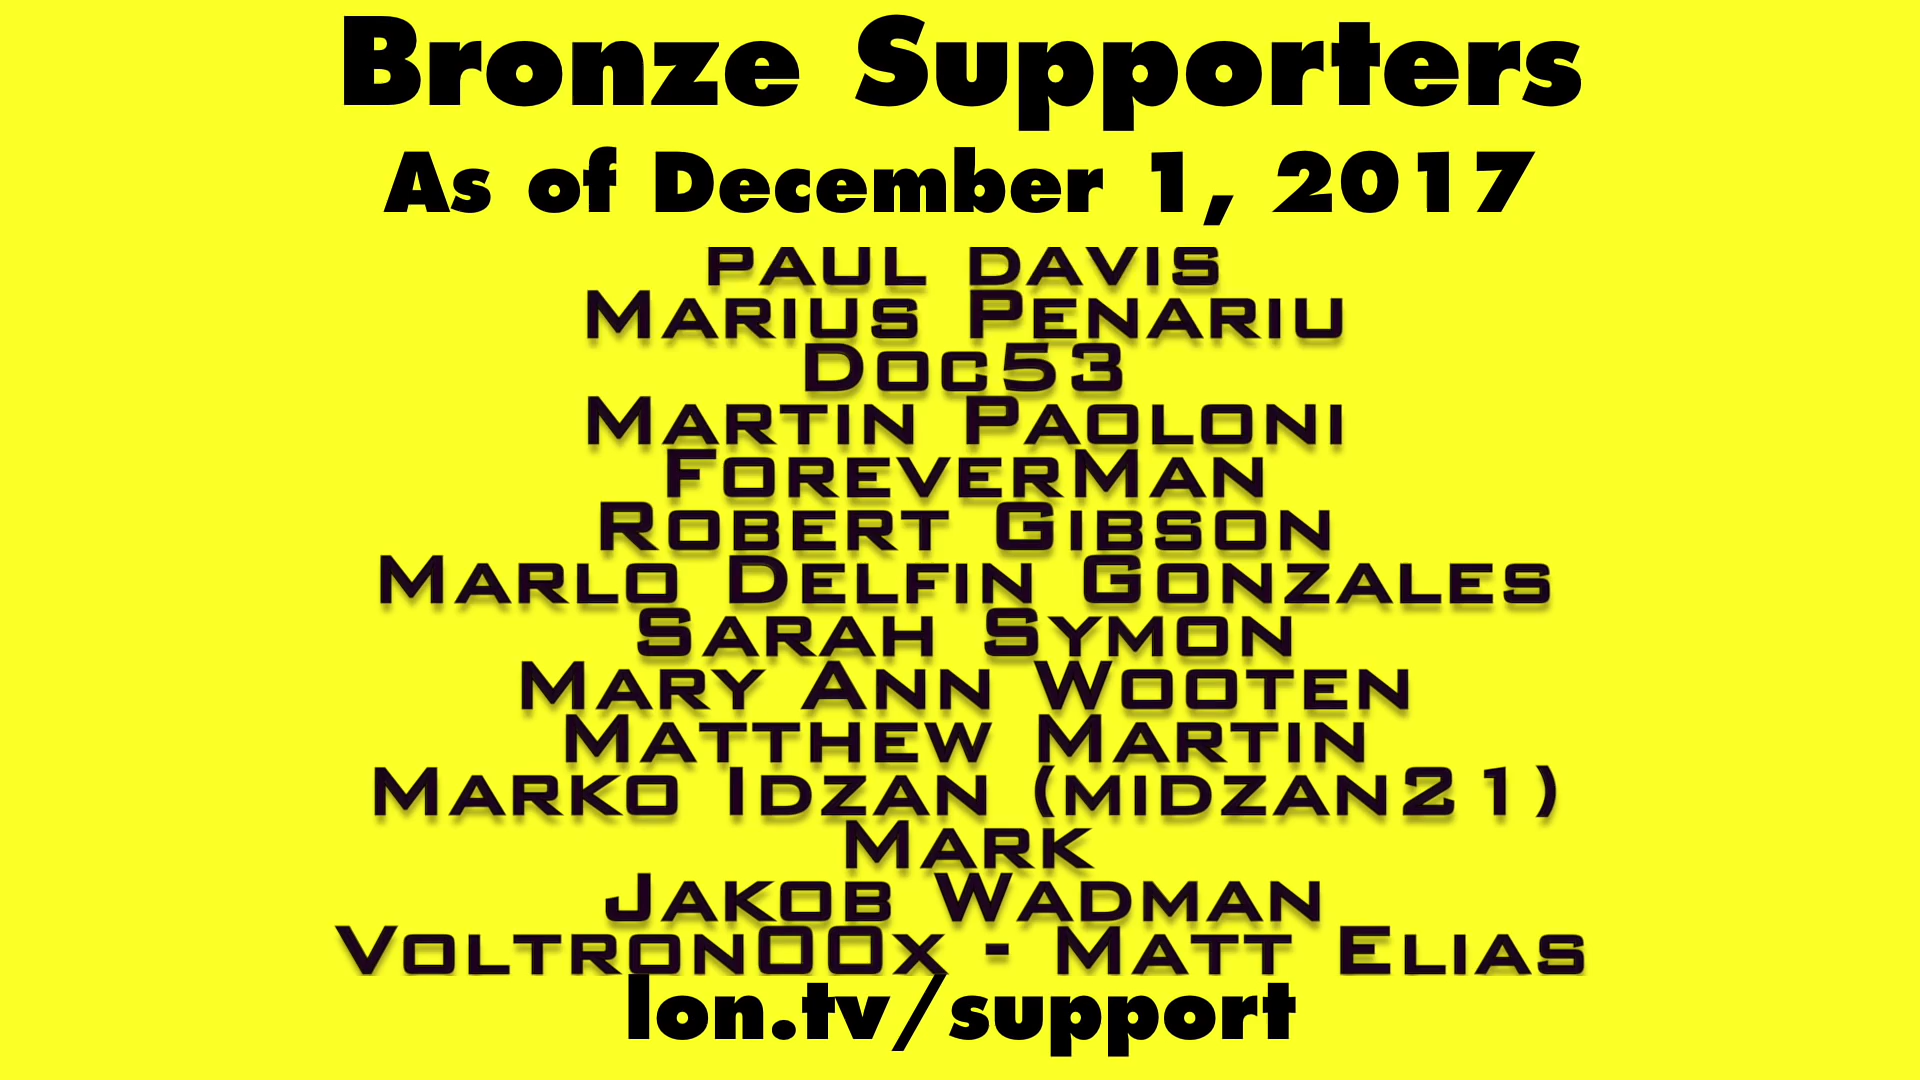 Bronze Supporters
As of December 1, 2017
PAUL DAVIS
Marius Penariu
Doc53
Martin Paoloni
ForeverMan
Robert Gibson
Marlo Delfin Gonzales
Sarah Symon
Mary Ann Wooten
Matthew Martin
Marko Idzan (midzan21)
Mark
Jakob Wadman
Voltron00x - Matt Elias
lon.tv/support